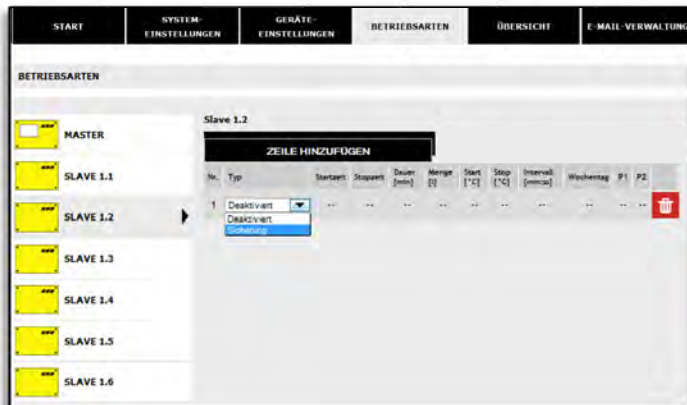 START
SYSTEM-
EINSTELLUNGEN
GERÄTE-
EINSTELLUNGEN
BETRIEBSARTEN
ÜBERSICHT
E-MAIL-VERWALTUNG
BETRIEBSARTEN
MASTER
SLAVE 1.1
SLAVE 1.2
SLAVE 1.3
SLAVE 1.4
SLAVE 1.5
SLAVE 1.6
Slave 1.2
ZEILE HINZUFÜGEN
Nr. Typ Startzeit Stoppzeit Dauer [min] Menge [l] Start [°C] Stop [°C] Intervall [mm:ss] Wochentag P1 P2
1 Deaktiviert -- -- -- -- -- -- -- -- -- --
Deaktiviert
Sicherung